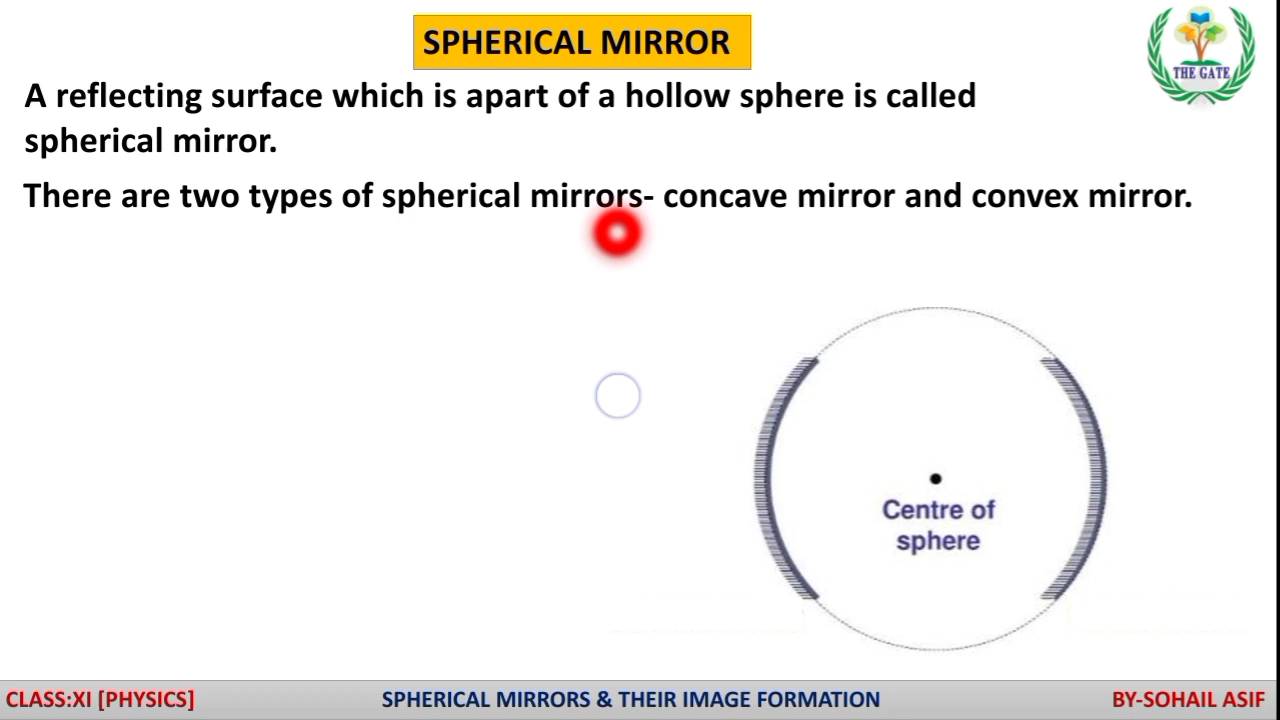 SPHERICAL MIRROR
THE GATE
A reflecting surface which is apart of a hollow sphere is called
spherical mirror.
There are two types of spherical mirrors- concave mirror and convex mirror.
Centre of
sphere
CLASS:XI [PHYSICS]
SPHERICAL MIRRORS & THEIR IMAGE FORMATION
BY-SOHAIL ASIF